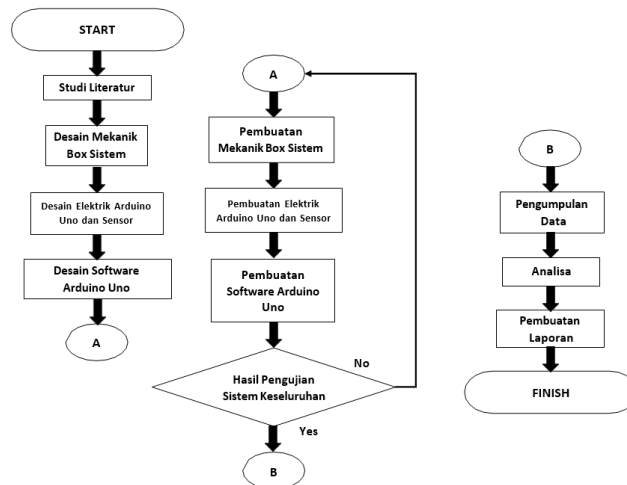 START
Studi Literatur
Desain Mekanik
Box Sistem
Desain Elektrik Arduino
Uno dan Sensor
Desain Software
Arduino Uno
A
A
Pembuatan
Mekanik Box Sistem
Pembuatan Elektrik
Arduino Uno dan Sensor
Pembuatan
Software Arduino
Uno
Hasil Pengujian
Sistem Keseluruhan
No
Yes
B
B
Pengumpulan
Data
Analisa
Pembuatan
Laporan
FINISH